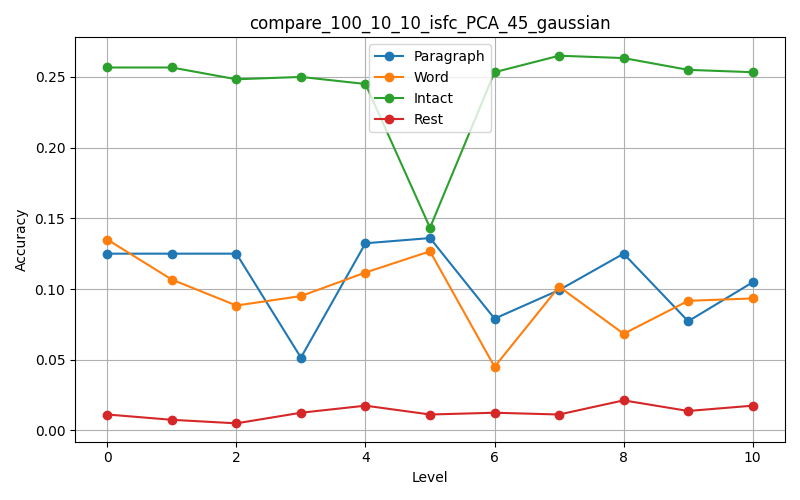 compare_100_10_10_isfc_PCA_45_gaussian
Paragraph
Word
Intact
Rest
0.25
0.20
0.15
0.10
0.05
0.00
Accuracy
0 2 4 6 8 10
Level